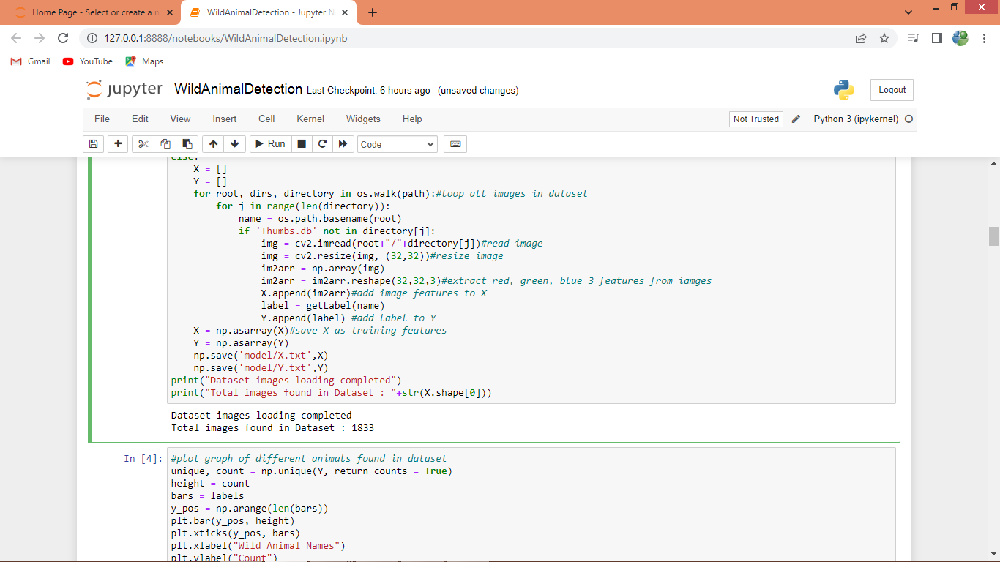 Home Page - Select or create a n
WildAnimalDetection - Jupyter N
127.0.0.1:8888/notebooks/WildAnimalDetection.ipynb
Gmail YouTube Maps
jupyter WildAnimalDetection Last Checkpoint: 6 hours ago (unsaved changes)
Logout
File Edit View Insert Cell Kernel Widgets Help
Not Trusted Python 3 (ipykernel)
Run Code
else:
    X = []
    Y = []
    for root, dirs, directory in os.walk(path):#loop all images in dataset
        for j in range(len(directory)):
            name = os.path.basename(root)
            if 'Thumbs.db' not in directory[j]:
                img = cv2.imread(root+"/"+directory[j])#read image
                img = cv2.resize(img, (32,32))#resize image
                im2arr = np.array(img)
                im2arr = im2arr.reshape(32,32,3)#extract red, green, blue 3 features from iamges
                X.append(im2arr)#add image features to X
                label = getLabel(name)
                Y.append(label) #add label to Y
    X = np.asarray(X)#save X as training features
    Y = np.asarray(Y)
    np.save('model/X.txt',X)
    np.save('model/Y.txt',Y)
print("Dataset images loading completed")
print("Total images found in Dataset : "+str(X.shape[0]))
Dataset images loading completed
Total images found in Dataset : 1833
In [4]: #plot graph of different animals found in dataset
unique, count = np.unique(Y, return_counts = True)
height = count
bars = labels
y_pos = np.arange(len(bars))
plt.bar(y_pos, height)
plt.xticks(y_pos, bars)
plt.xlabel("Wild Animal Names")
plt.ylabel("Count")